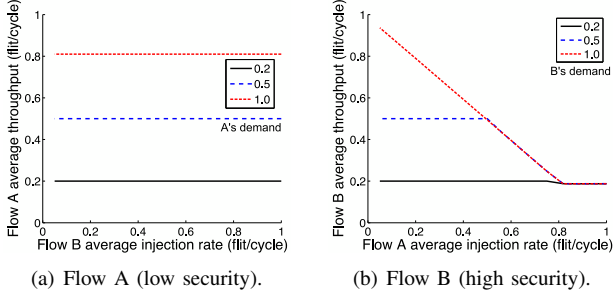 Flow A average throughput (flit/cycle)
1
0.8
0.6
0.4
0.2
0
0.2
0.5
1.0
A's demand
0 0.2 0.4 0.6 0.8 1
Flow B average injection rate (flit/cycle)
(a) Flow A (low security).
Flow B average throughput (flit/cycle)
1
0.8
0.6
0.4
0.2
0
0.2
0.5
1.0
B's demand
0 0.2 0.4 0.6 0.8 1
Flow A average injection rate (flit/cycle)
(b) Flow B (high security).